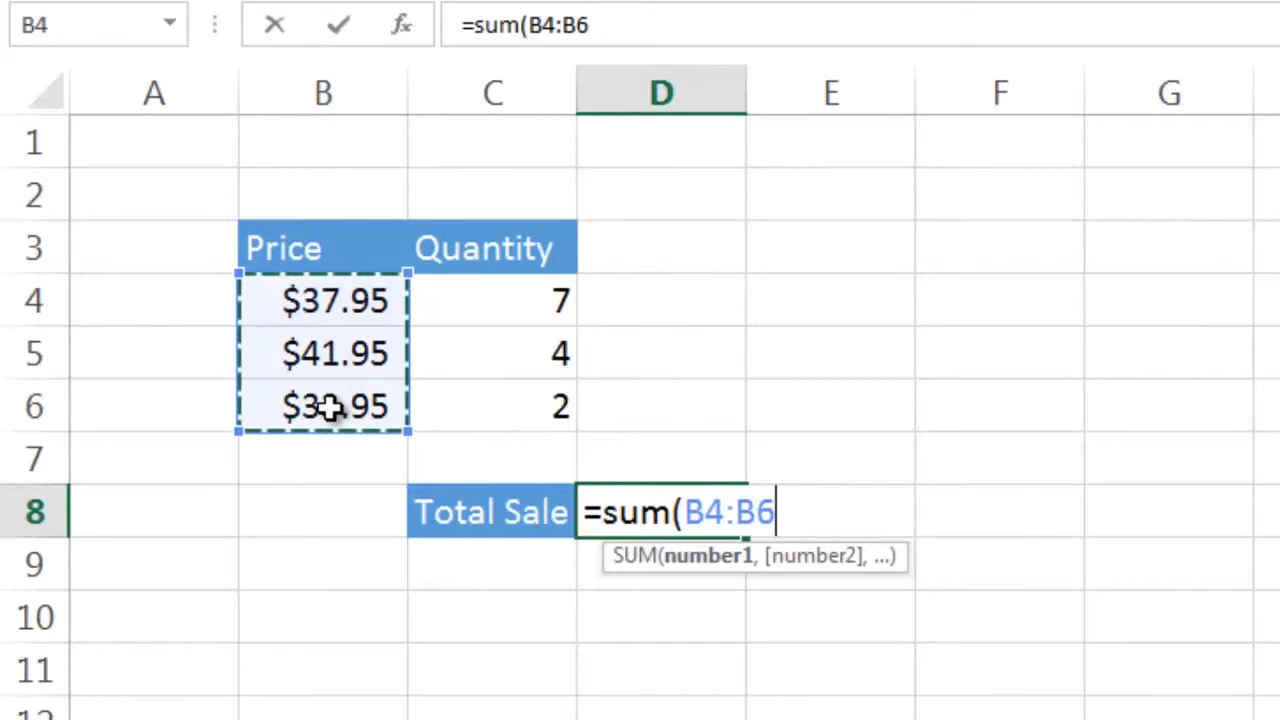 B4 fx =sum(B4:B6
A B C D E F G
1
2
3 Price Quantity
4 $37.95 7
5 $41.95 4
6 2
7
8 Total Sale =sum(B4:B6
SUM(number1, [number2], ...)
9
10
11